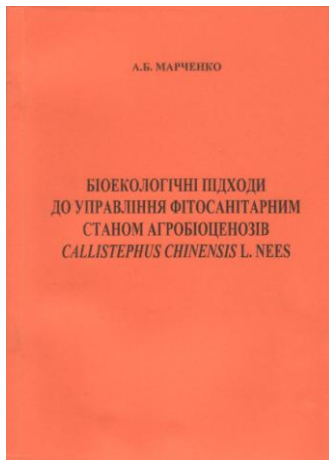 А.Б. МАРЧЕНКО
БІОЕКОЛОГІЧНІ ПІДХОДИ
ДО УПРАВЛІННЯ ФІТОСАНІТАРНИМ
СТАНОМ АГРОБІОЦЕНОЗІВ
CALLISTEPHUS CHINENSIS L. NEES